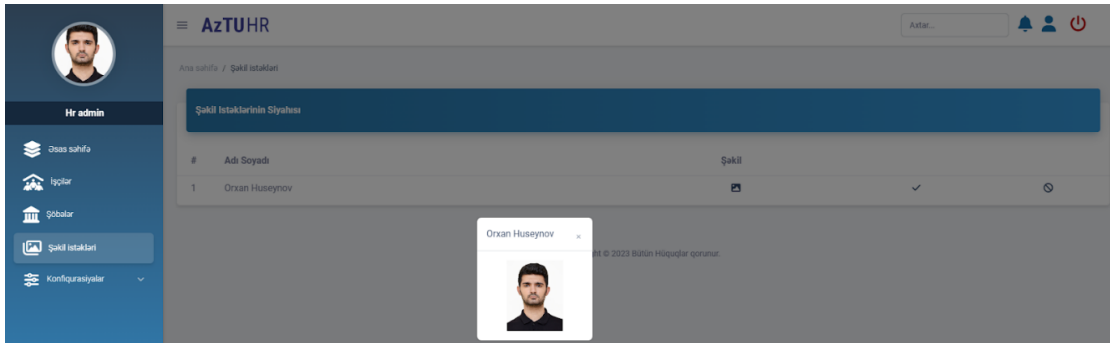 AzTUHR
Axtar...
Ana səhifə / Şəkil istəkləri
Hr admin
Əsas səhifə
İşçilər
Şöbələr
Şəkil istəkləri
Konfiqurasiyalar
Şəkil İstəklərinin Siyahısı
# Adı Soyadı Şəkil
1 Orxan Huseynov
Orxan Huseynov ×
© 2023 Bütün Hüquqlar qorunur.